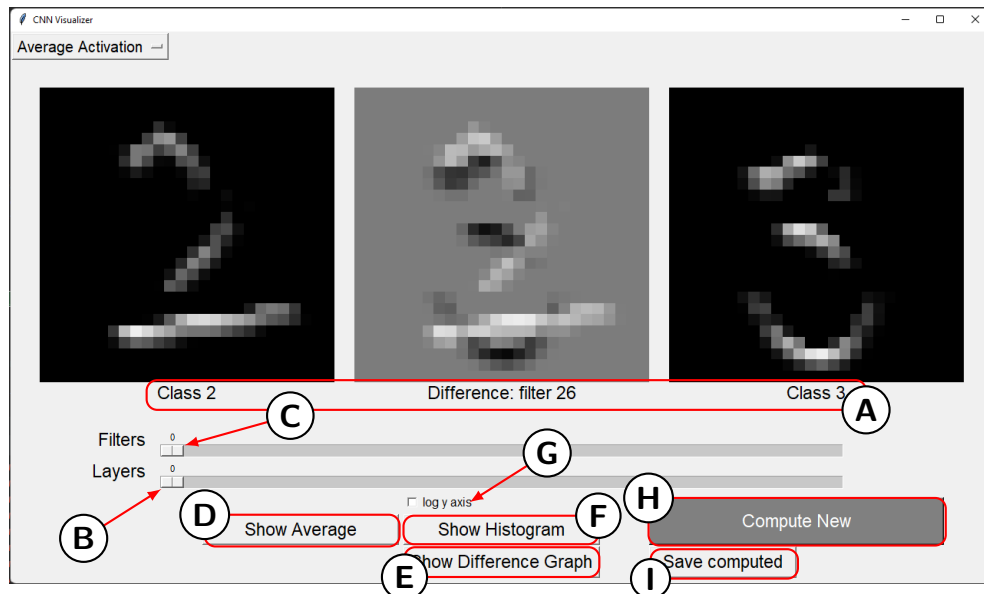 CNN Visualizer
Average Activation
Class 2 Difference: filter 26 Class 3
A
C
Filters 0
G
Layers 0
B
log y axis
H
D Show Average Show Histogram F Compute New
E Show Difference Graph I Save computed